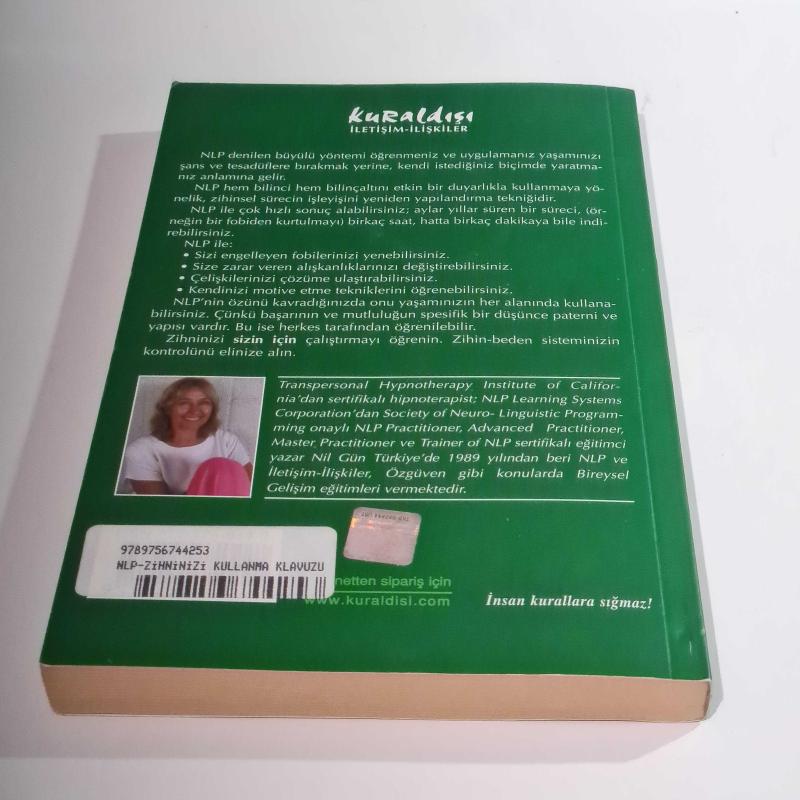 KURALDIŞI
İLETİŞİM-İLİŞKİLER
NLP denilen büyülü yöntemi öğrenmeniz ve uygulamanız yaşamınızı
şans ve tesadüflere bırakmak yerine, kendi istediğiniz biçimde yaratma-
nız anlamına gelir.
NLP hem bilinci hem bilinçaltını etkin bir duyarlıkla kullanmaya yö-
nelik, zihinsel sürecin işleyişini yeniden yapılandırma tekniğidir.
NLP ile çok hızlı sonuç alabilirsiniz; aylar yıllar süren bir süreci, (ör-
neğin bir fobiden kurtulmayı) birkaç saat, hatta birkaç dakikaya bile indi-
rebilirsiniz.
NLP ile:
• Sizi engelleyen fobilerinizi yenebilirsiniz.
• Size zarar veren alışkanlıklarınızı değiştirebilirsiniz.
• Çelişkilerinizi çözüme ulaştırabilirsiniz.
• Kendinizi motive etme tekniklerini öğrenebilirsiniz.
NLP'nin özünü kavradığınızda onu yaşamınızın her alanında kullana-
bilirsiniz. Çünkü başarının ve mutluluğun spesifik bir düşünce paterni ve
yapısı vardır. Bu ise herkes tarafından öğrenilebilir.
Zihninizi sizin için çalıştırmayı öğrenin. Zihin-beden sisteminizin
kontrolünü elinize alın.
Transpersonal Hypnotherapy Institute of Califor-
nia'dan sertifikalı hipnoterapist; NLP Learning Systems
Corporation'dan Society of Neuro- Linguistic Program-
ming onaylı NLP Practitioner, Advanced Practitioner,
Master Practitioner ve Trainer of NLP sertifikalı eğitimci
yazar Nil Gün Türkiye'de 1989 yılından beri NLP ve
İletişim-İlişkiler, Özgüven gibi konularda Bireysel
Gelişim eğitimleri vermektedir.
9789756744253
NLP-ZiHNiNiZi KULLANMA KLAVUZU
netten sipariş için
www.kuraldisi.com
İnsan kurallara sığmaz!